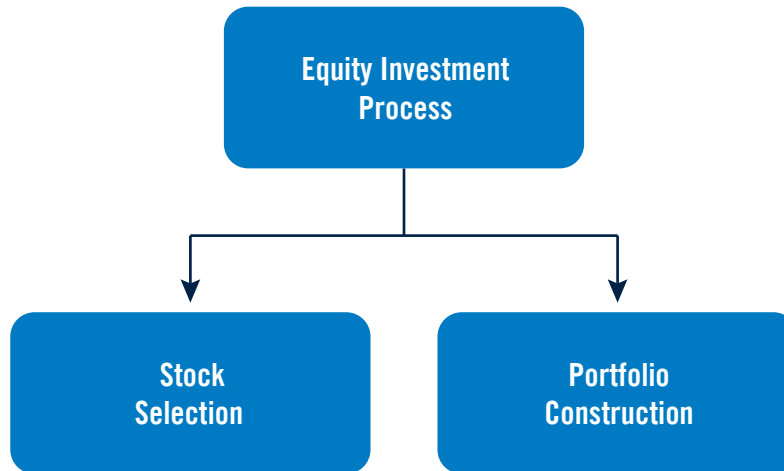 Equity Investment
Process
Stock
Selection
Portfolio
Construction